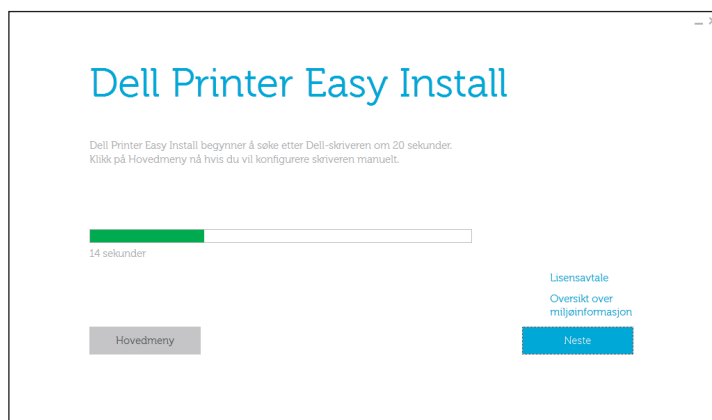 Dell Printer Easy Install
Dell Printer Easy Install begynner å søke etter Dell-skriveren om 20 sekunder.
Klikk på Hovedmeny nå hvis du vil konfigurere skriveren manuelt.
14 sekunder
Lisensavtale
Oversikt over
miljøinformasjon
Hovedmeny
Neste